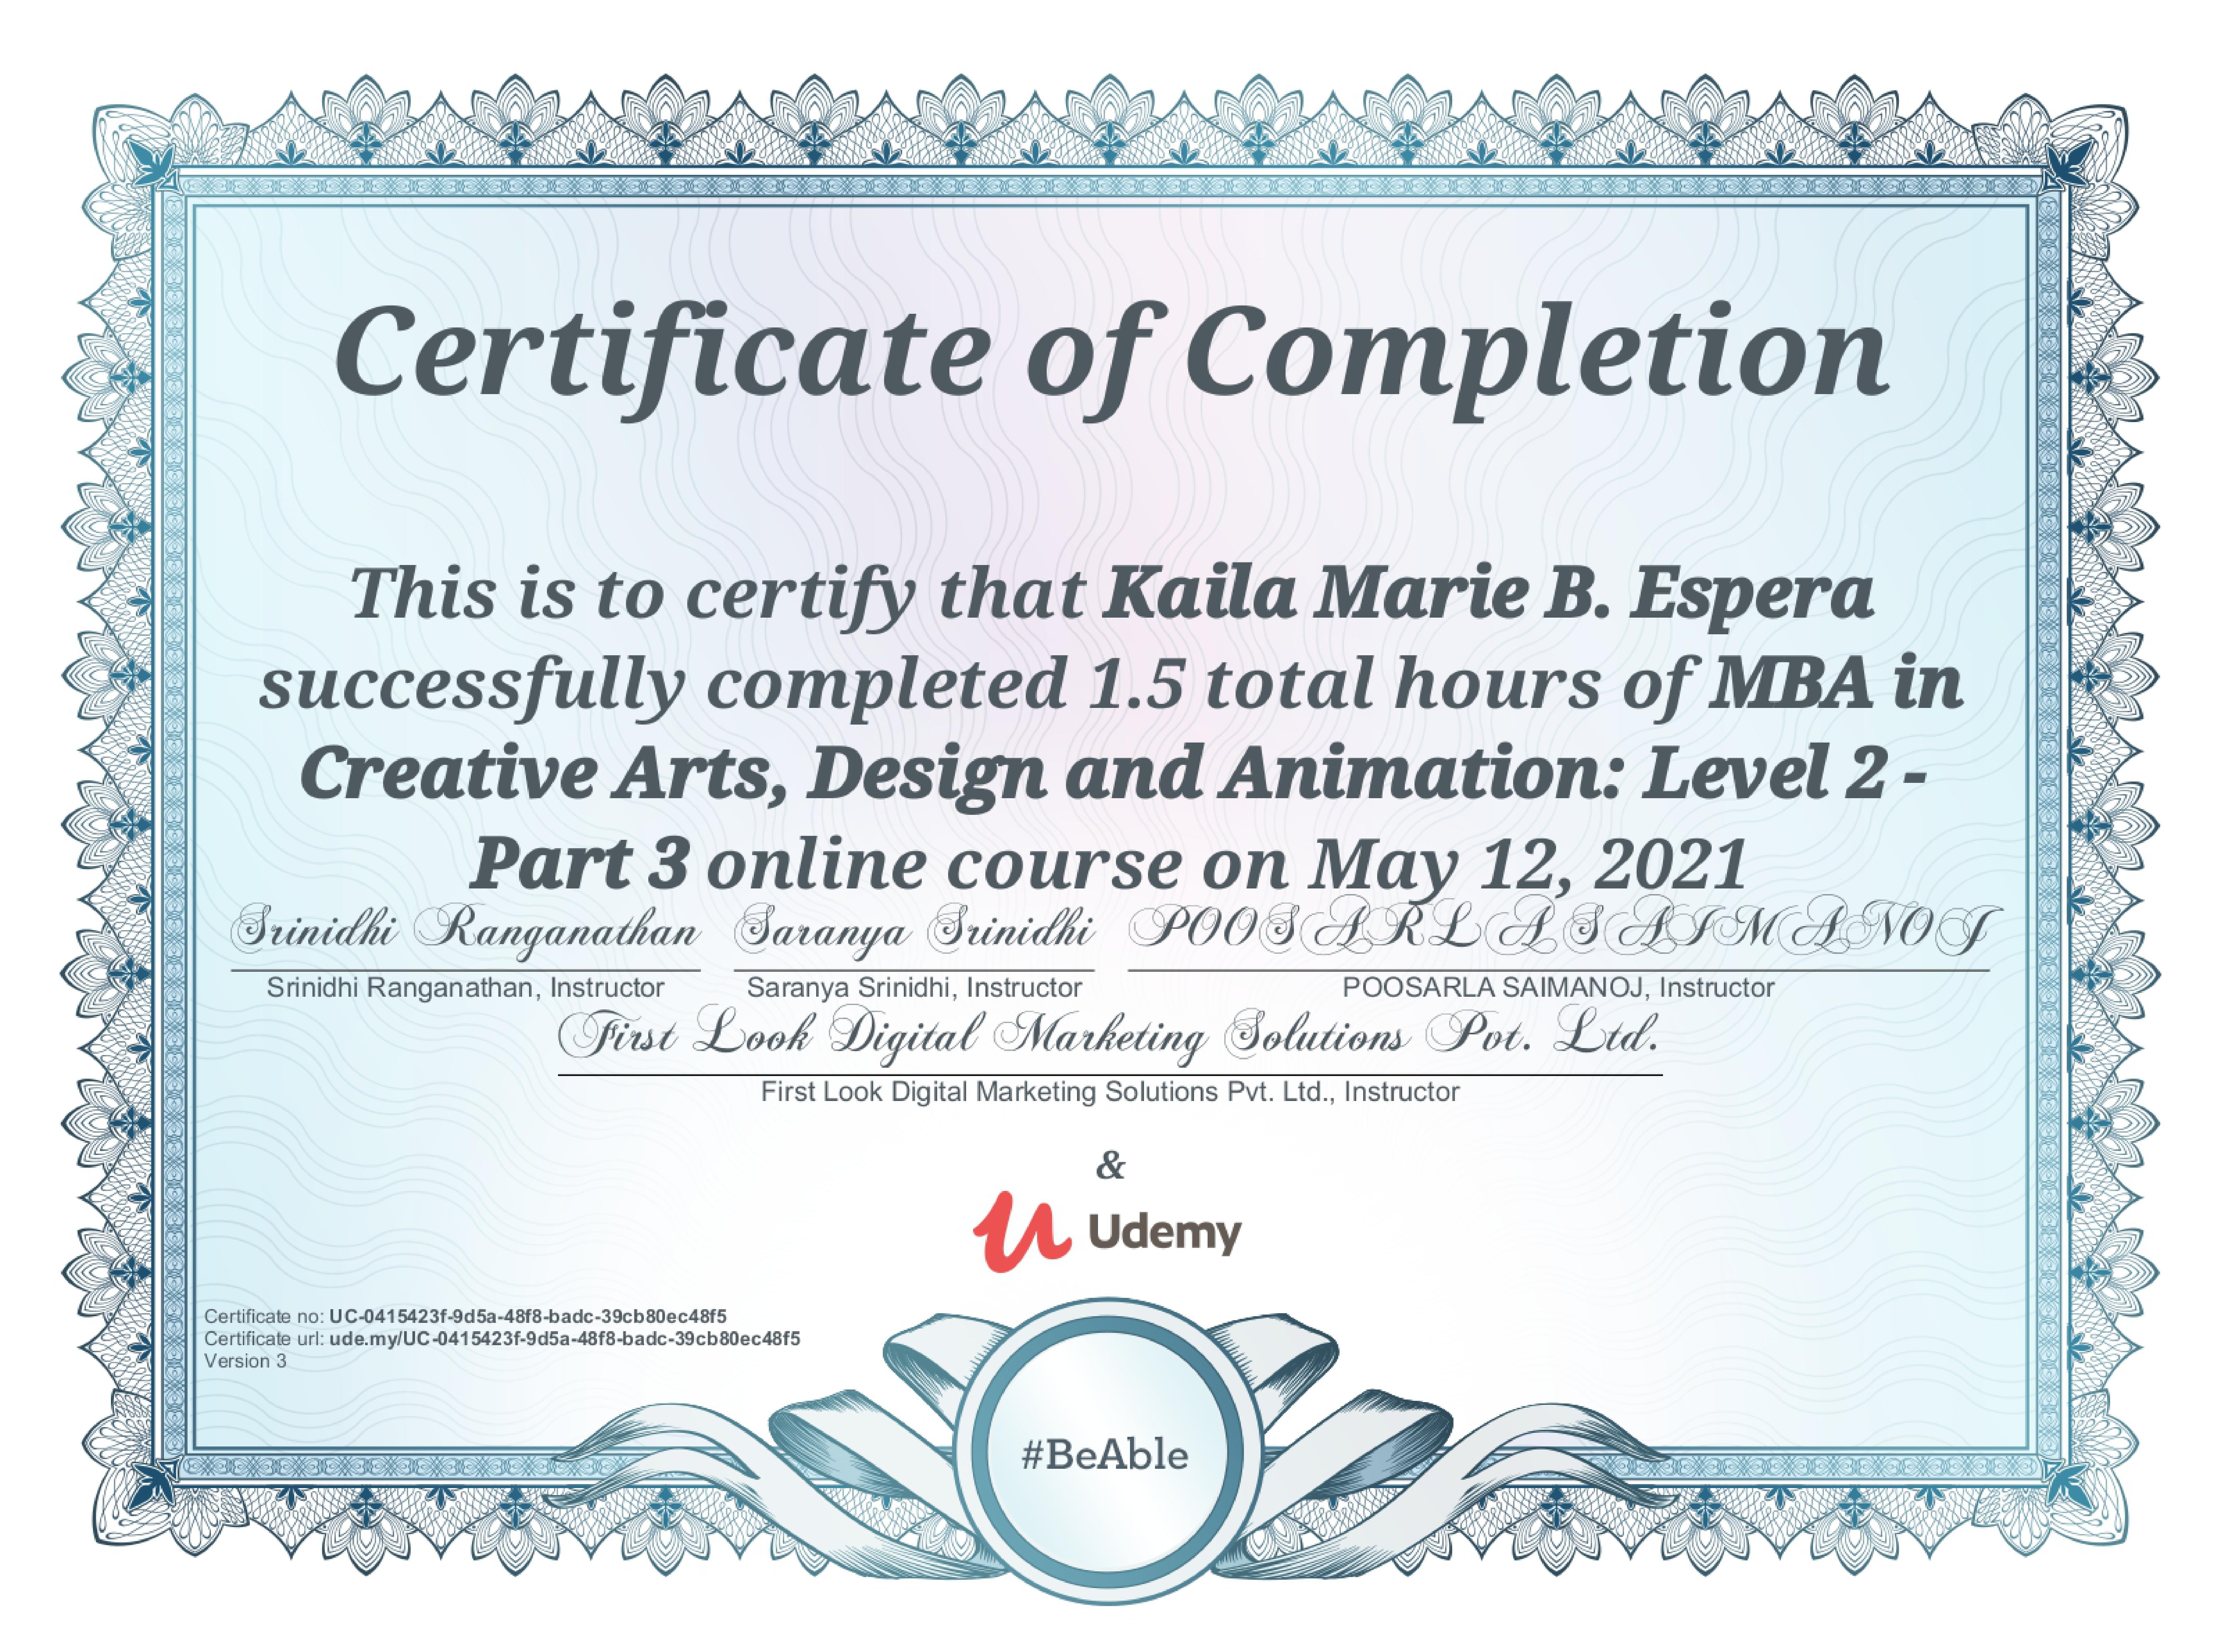 Certificate of Completion
This is to certify that Kaila Marie B. Espera
successfully completed 1.5 total hours of MBA in
Creative Arts, Design and Animation: Level 2 -
Part 3 online course on May 12, 2021
Srinidhi Ranganathan Saranya Srinidhi POOSARLA SAIMANOJ
Srinidhi Ranganathan, Instructor Saranya Srinidhi, Instructor POOSARLA SAIMANOJ, Instructor
First Look Digital Marketing Solutions Pvt. Ltd.
First Look Digital Marketing Solutions Pvt. Ltd., Instructor
&
Udemy
Certificate no: UC-0415423f-9d5a-48f8-badc-39cb80ec48f5
Certificate url: ude.my/UC-0415423f-9d5a-48f8-badc-39cb80ec48f5
Version 3
#BeAble